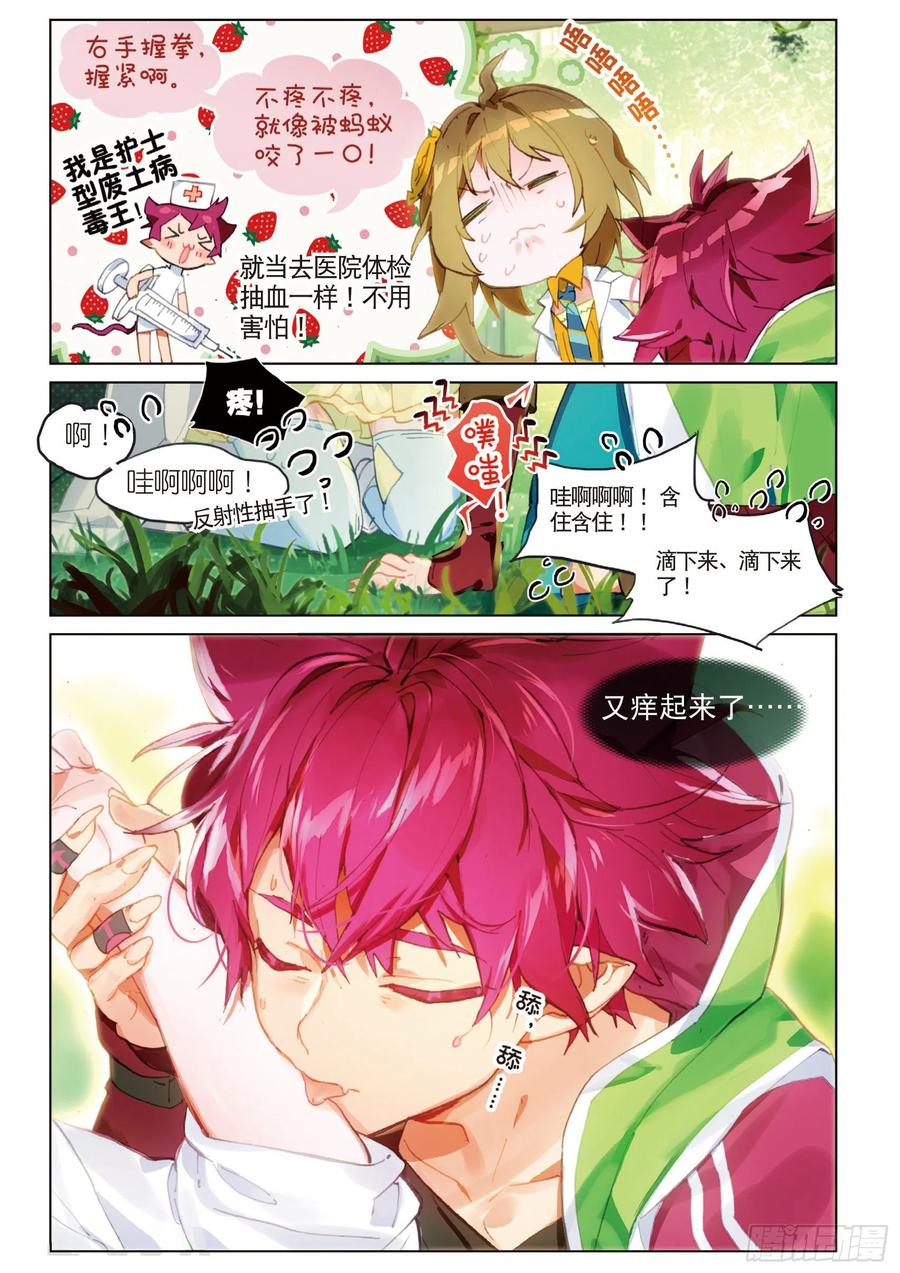 右手握拳，
握紧啊。
不疼不疼，
就像被蚂蚁
咬了一口！
唔唔唔唔……
我是护士
型废土病
毒王！
就当去医院体检
抽血一样！不用
害怕！
疼！
啊！
哇啊啊啊！
反射性抽手了！
噗嗤！
哇啊啊啊！含
住含住！！
滴下来、滴下来
了！
又痒起来了……
舔，舔……
腾讯动漫